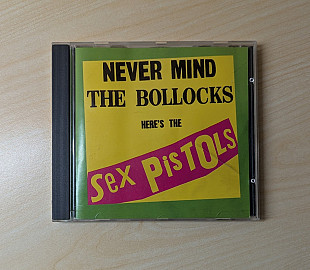 NEVER MIND
THE BOLLOCKS
HERE'S THE
Sex PiSTOLs